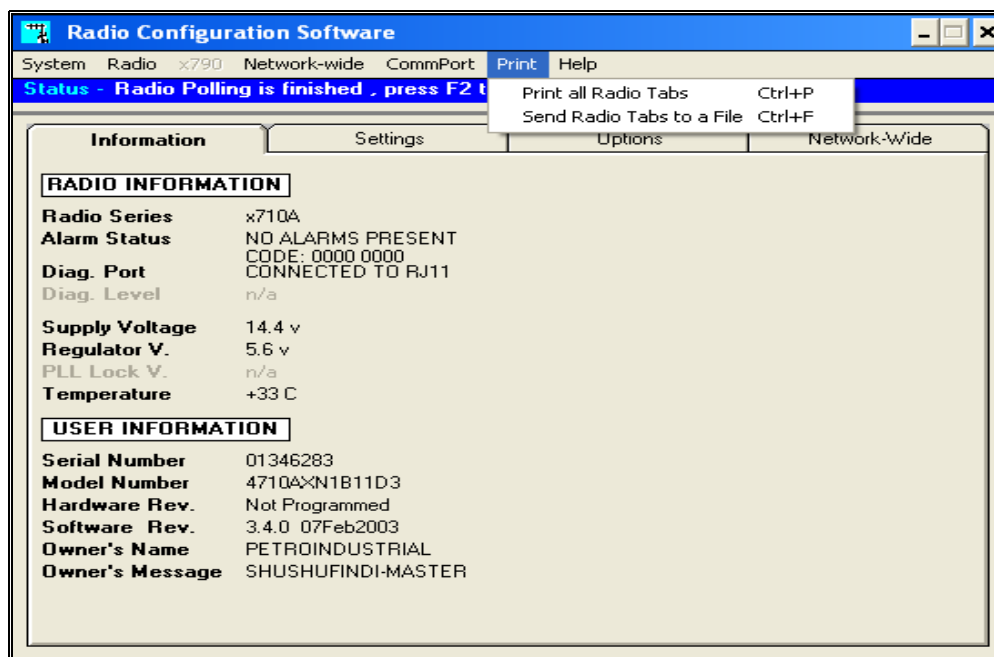 Radio Configuration Software
System Radio x790 Network-wide CommPort Print Help
Status - Radio Polling is finished , press F2 t
Print all Radio Tabs Ctrl+P
Send Radio Tabs to a File Ctrl+F
Information Settings Options Network-Wide
RADIO INFORMATION
Radio Series x710A
Alarm Status NO ALARMS PRESENT
CODE: 0000 0000
Diag. Port CONNECTED TO RJ11
Diag. Level n/a
Supply Voltage 14.4 v
Regulator V. 5.6 v
PLL Lock V. n/a
Temperature +33 C
USER INFORMATION
Serial Number 01346283
Model Number 4710AXN1B11D3
Hardware Rev. Not Programmed
Software Rev. 3.4.0 07Feb2003
Owner's Name PETROINDUSTRIAL
Owner's Message SHUSHUFINDI-MASTER